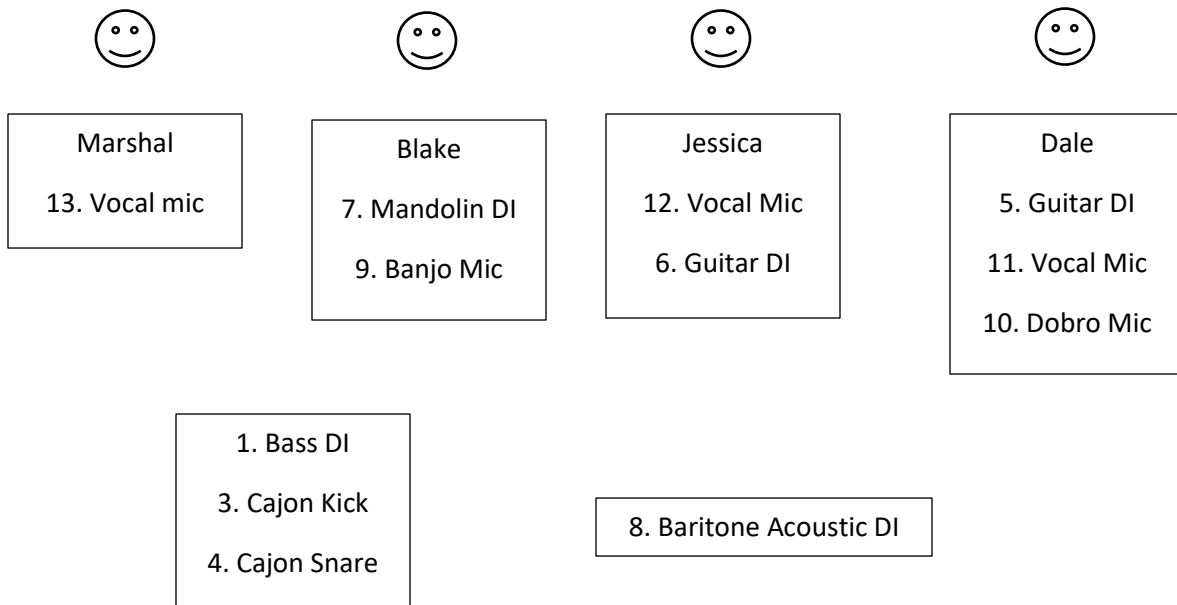 Marshal
13. Vocal mic
Blake
7. Mandolin DI
9. Banjo Mic
Jessica
12. Vocal Mic
6. Guitar DI
Dale
5. Guitar DI
11. Vocal Mic
10. Dobro Mic
1. Bass DI
3. Cajon Kick
4. Cajon Snare
8. Baritone Acoustic DI